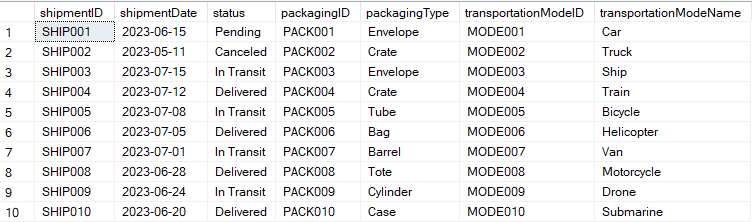 shipmentID shipmentDate status packagingID packagingType transportationModeID transportationModeName
1 SHIP001 2023-06-15 Pending PACK001 Envelope MODE001 Car
2 SHIP002 2023-05-11 Canceled PACK002 Crate MODE002 Truck
3 SHIP003 2023-07-15 In Transit PACK003 Envelope MODE003 Ship
4 SHIP004 2023-07-12 Delivered PACK004 Crate MODE004 Train
5 SHIP005 2023-07-08 In Transit PACK005 Tube MODE005 Bicycle
6 SHIP006 2023-07-05 Delivered PACK006 Bag MODE006 Helicopter
7 SHIP007 2023-07-01 In Transit PACK007 Barrel MODE007 Van
8 SHIP008 2023-06-28 Delivered PACK008 Tote MODE008 Motorcycle
9 SHIP009 2023-06-24 In Transit PACK009 Cylinder MODE009 Drone
10 SHIP010 2023-06-20 Delivered PACK010 Case MODE010 Submarine